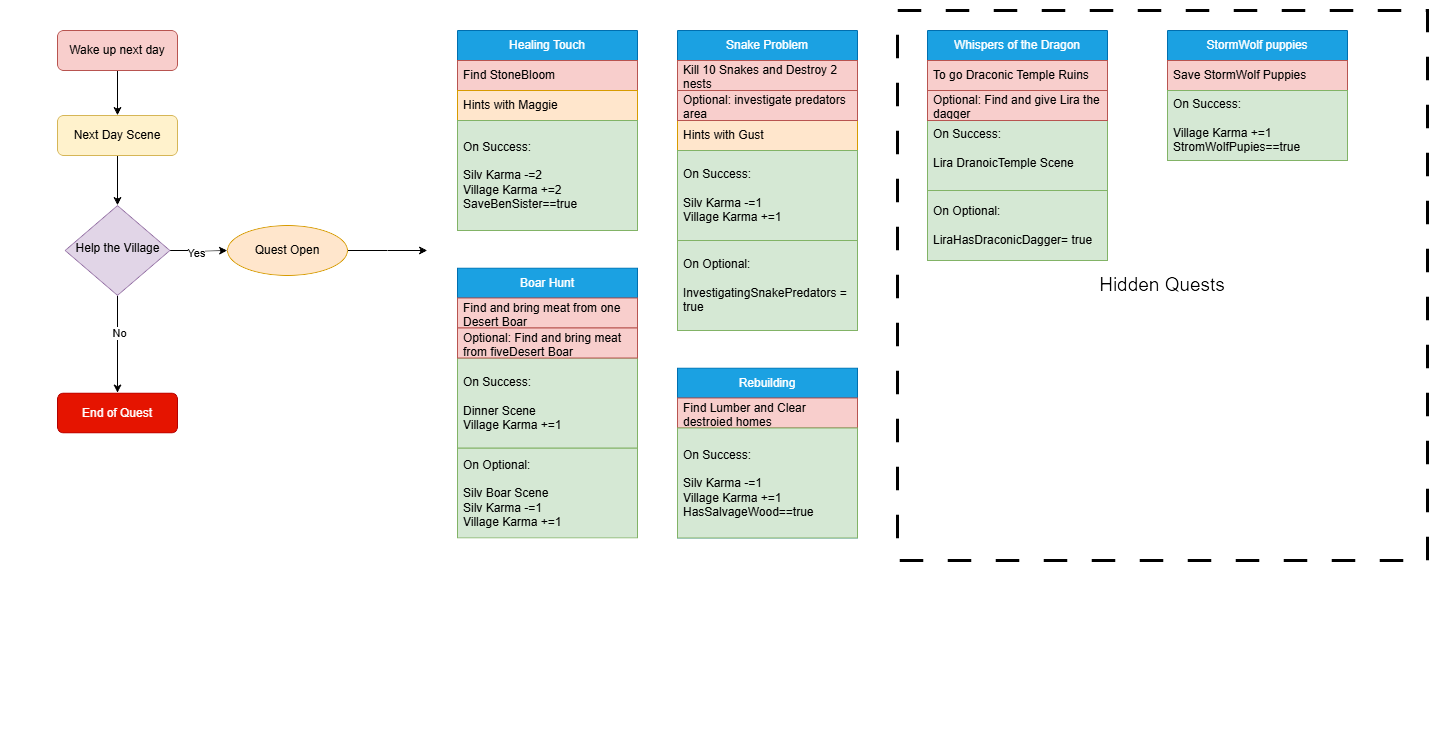 Wake up next day
Next Day Scene
Help the Village
Yes
Quest Open
No
End of Quest
Healing Touch
Find StoneBloom
Hints with Maggie
On Success:
Silv Karma -=2
Village Karma +=2
SaveBenSister==true
Boar Hunt
Find and bring meat from one
Desert Boar
Optional: Find and bring meat
from fiveDesert Boar
On Success:
Dinner Scene
Village Karma +=1
On Optional:
Silv Boar Scene
Silv Karma -=1
Village Karma +=1
Snake Problem
Kill 10 Snakes and Destroy 2
nests
Optional: investigate predators
area
Hints with Gust
On Success:
Silv Karma -=1
Village Karma +=1
On Optional:
InvestigatingSnakePredators =
true
Rebuilding
Find Lumber and Clear
destroied homes
On Success:
Silv Karma -=1
Village Karma +=1
HasSalvageWood==true
Whispers of the Dragon
To go Draconic Temple Ruins
Optional: Find and give Lira the
dagger
On Success:
Lira DranoicTemple Scene
On Optional:
LiraHasDraconicDagger= true
StormWolf puppies
Save StormWolf Puppies
On Success:
Village Karma +=1
StromWolfPupies==true
Hidden Quests